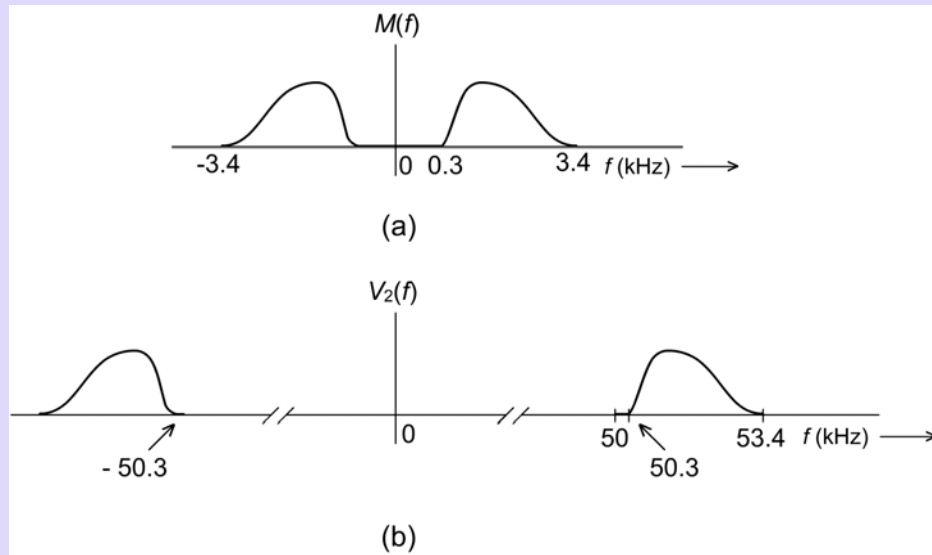 M(f)
-3.4 0 0.3 3.4 f (kHz)
(a)
V₂(f)
0 50 53.4 f (kHz)
- 50.3 50.3
(b)